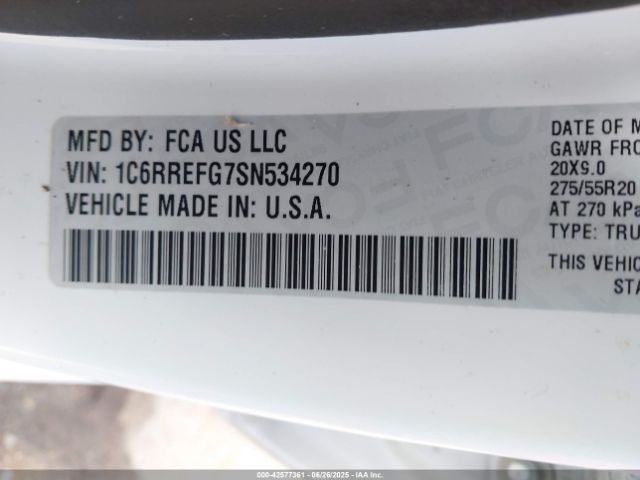 MFD BY: FCA US LLC
VIN: 1C6RREFG7SN534270
VEHICLE MADE IN: U.S.A.
DATE OF M
GAWR FRO
20X9.0
275/55R20
AT 270 kPa
TYPE: TRU
THIS VEHIC
STA
000-42577361 - 06/26/2025 - ©IAA, Inc.